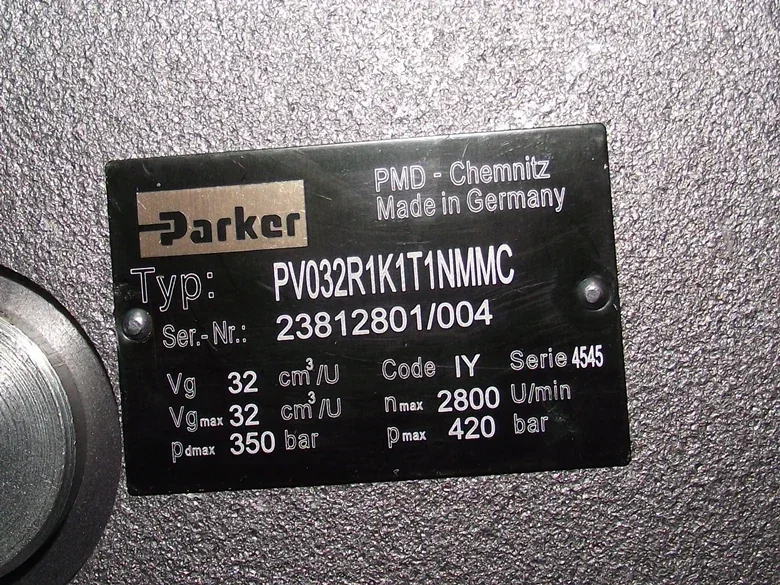 Parker
PMD - Chemnitz
Made in Germany
Typ: PV032R1K1T1NMMC
Ser.-Nr.: 23812801/004
Vg 32 cm³/U Code IY Serie 4545
Vgmax 32 cm³/U nmax 2800 U/min
pdmax 350 bar pmax 420 bar